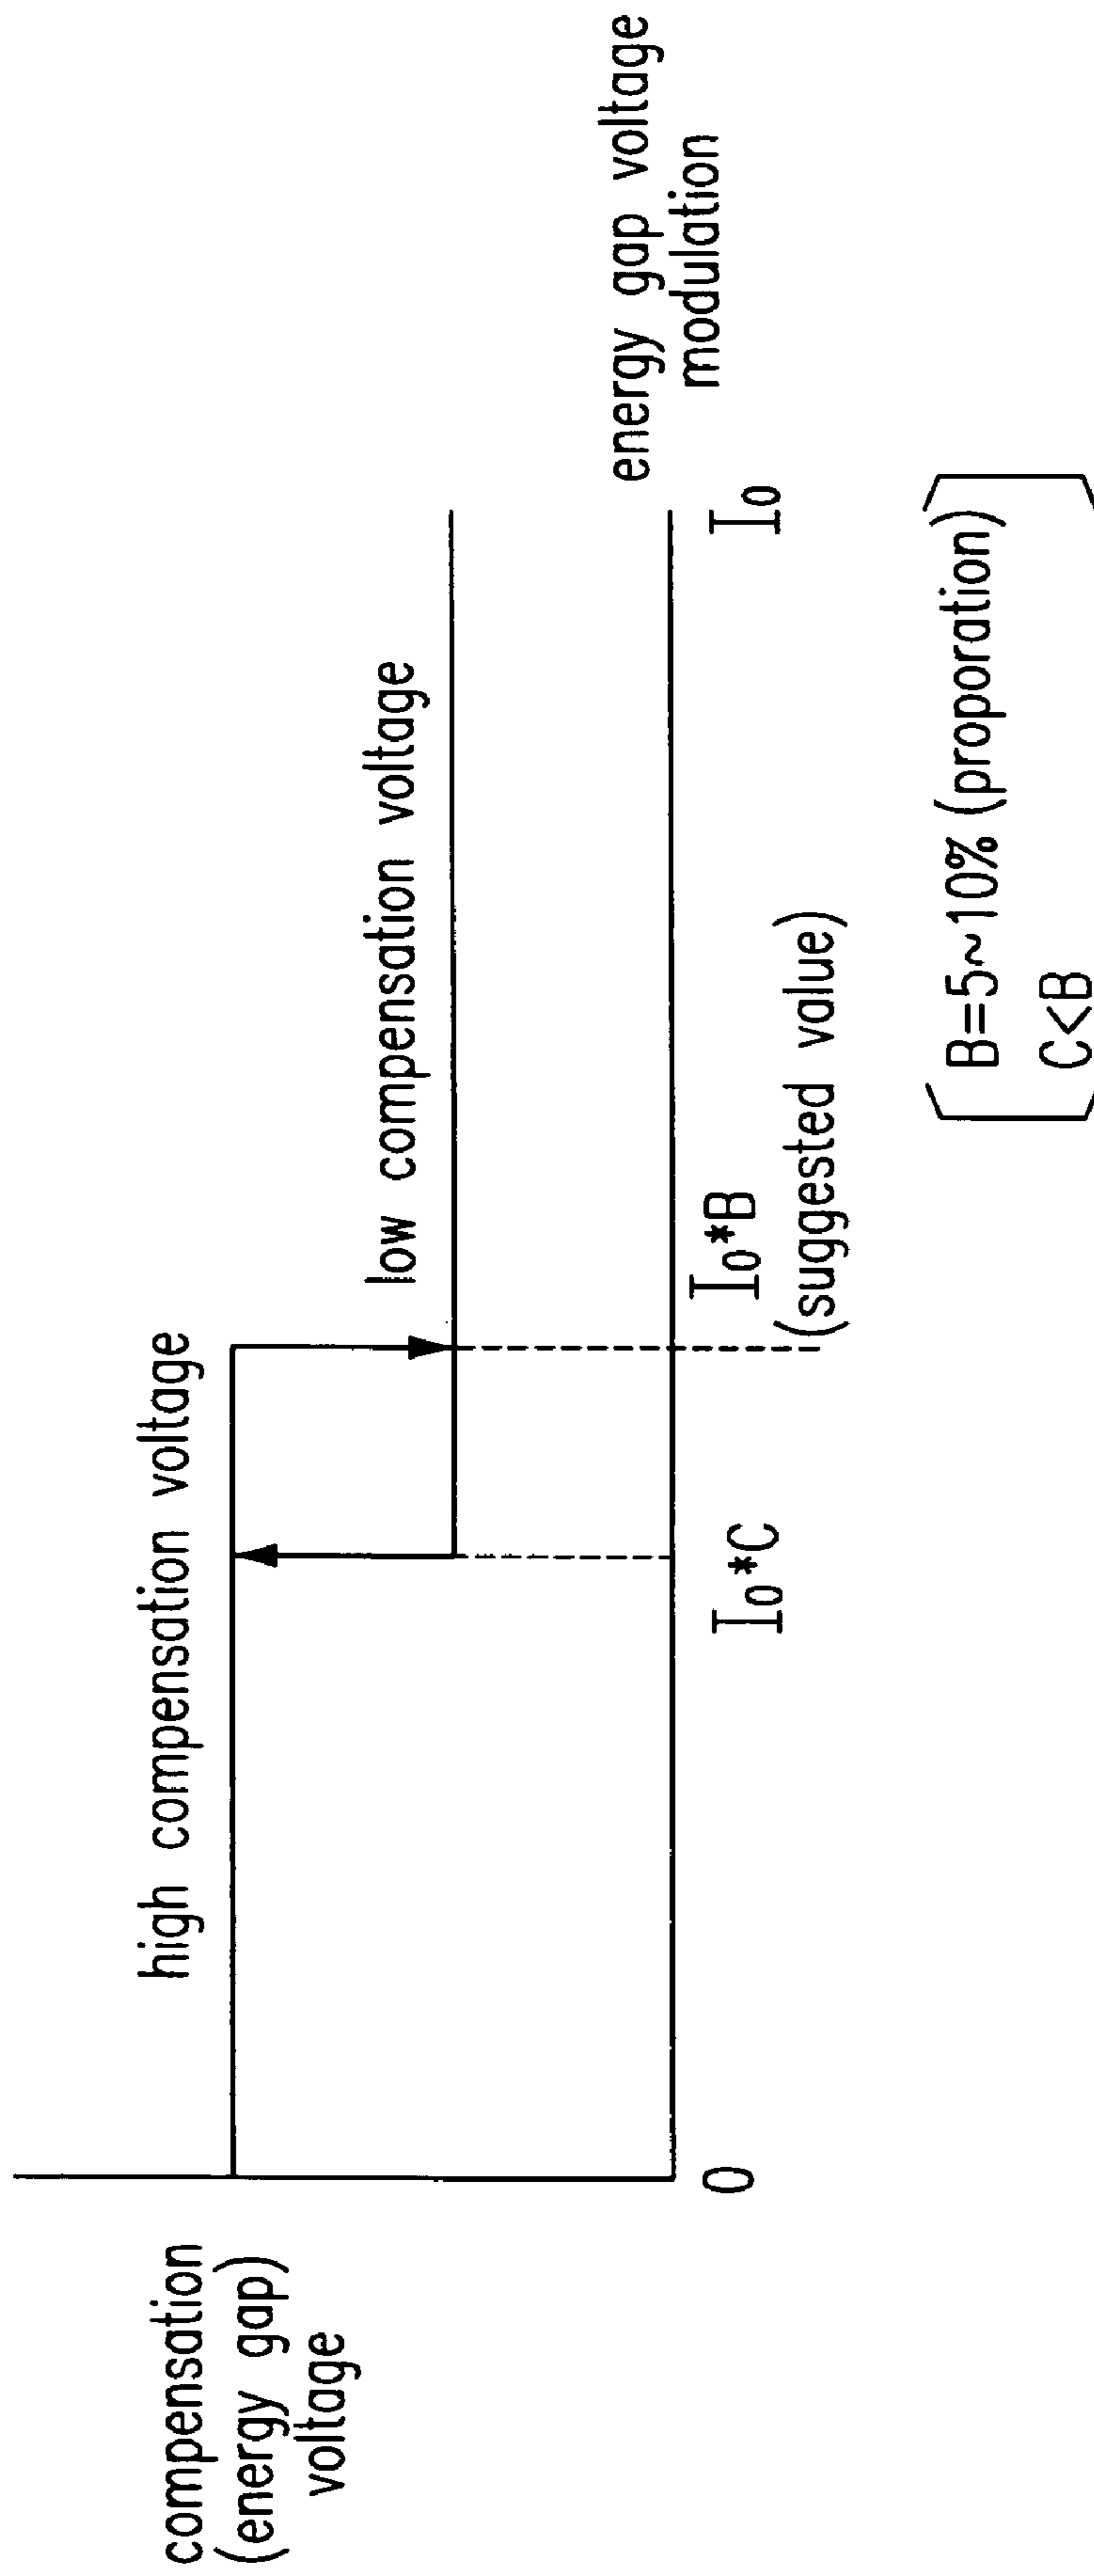 compensation
(energy gap)
voltage
high compensation voltage
low compensation voltage
energy gap voltage
modulation
0
I0*C
I0*B
(suggested value)
I0
B=5~10% (proporation)
C<B